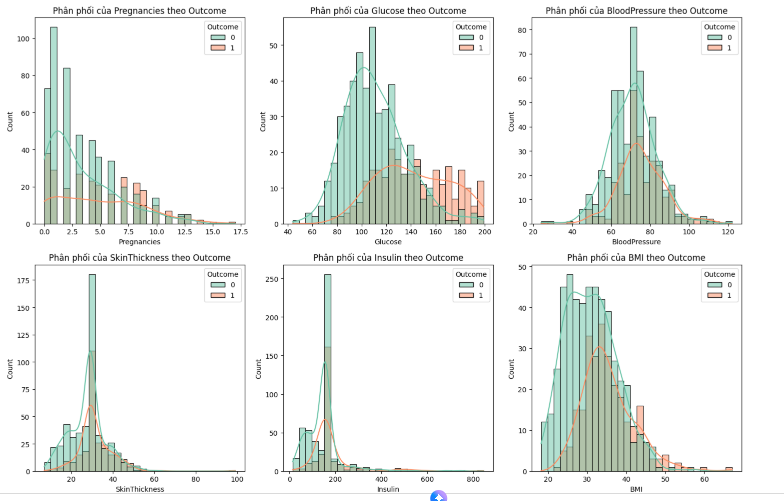 Phân phối của Pregnancies theo Outcome
Outcome
0
1
100
80
60
40
20
0
Count
0.0 2.5 5.0 7.5 10.0 12.5 15.0 17.5
Pregnancies
Phân phối của Glucose theo Outcome
Outcome
0
1
50
40
30
20
10
0
Count
40 60 80 100 120 140 160 180 200
Glucose
Phân phối của BloodPressure theo Outcome
Outcome
0
1
80
70
60
50
40
30
20
10
0
Count
20 40 60 80 100 120
BloodPressure
Phân phối của SkinThickness theo Outcome
Outcome
0
1
175
150
125
100
75
50
25
0
Count
20 40 60 80 100
SkinThickness
Phân phối của Insulin theo Outcome
Outcome
0
1
250
200
150
100
50
0
Count
0 200 400 600 800
Insulin
Phân phối của BMI theo Outcome
Outcome
0
1
50
40
30
20
10
0
Count
20 30 40 50 60
BMI